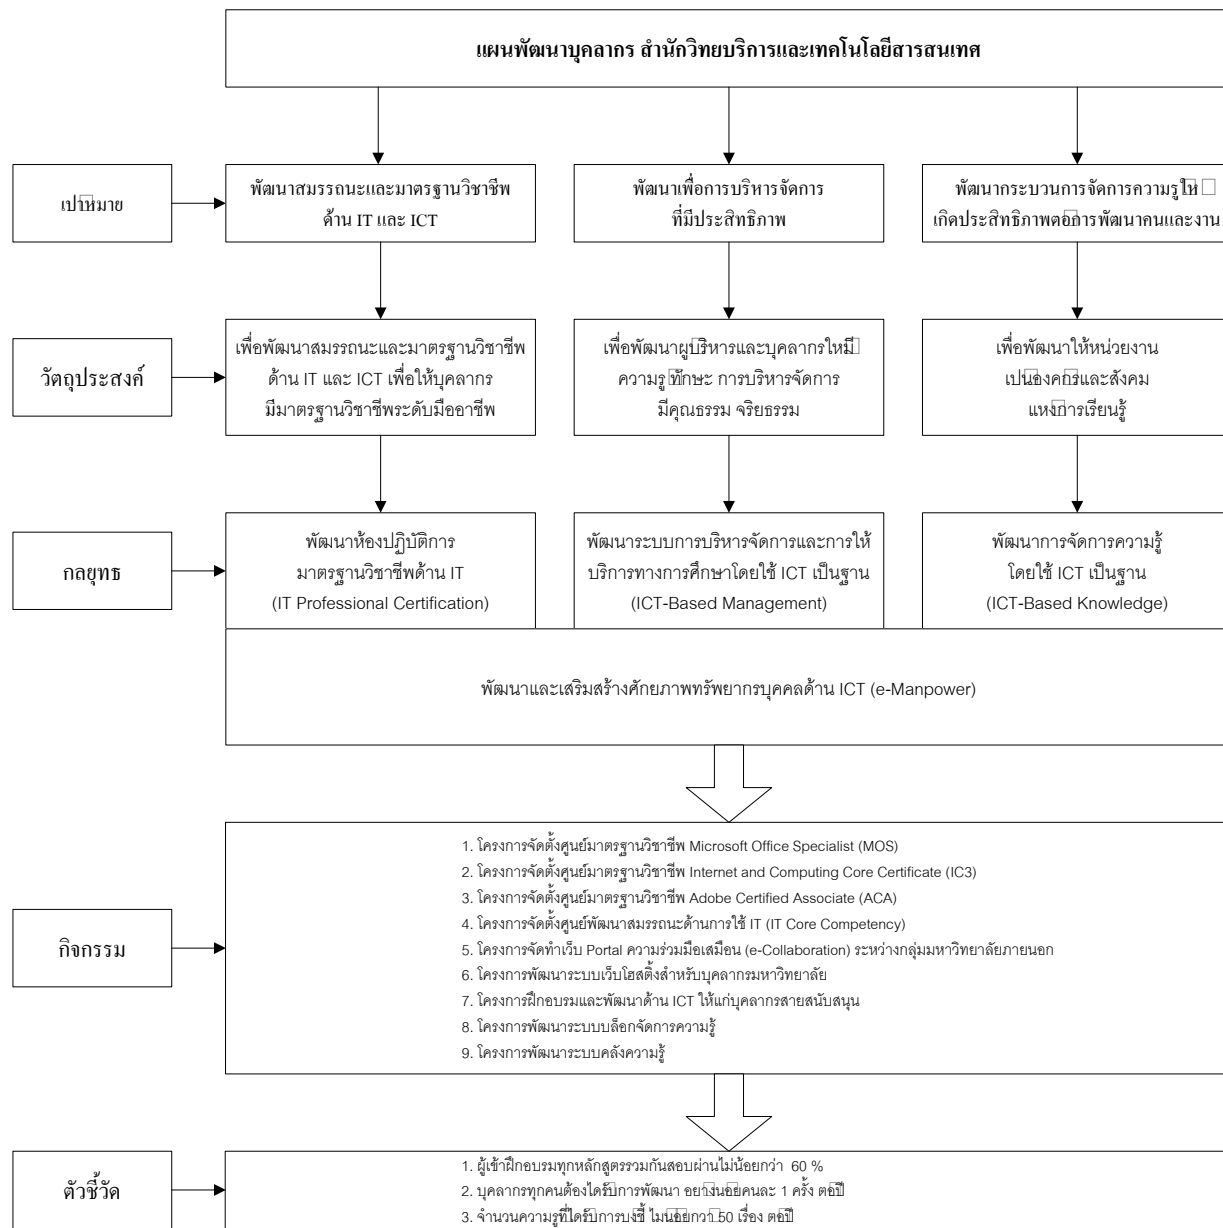 แผนพัฒนาบุคลากร สำนักวิทยบริการและเทคโนโลยีสารสนเทศ
เป้าหมาย
พัฒนาสมรรถนะและมาตรฐานวิชาชีพ
ด้าน IT และ ICT
พัฒนาเพื่อการบริหารจัดการ
ที่มีประสิทธิภาพ
พัฒนากระบวนการจัดการความรู้ให้
เกิดประสิทธิภาพต่อการพัฒนาคนและงาน
วัตถุประสงค์
เพื่อพัฒนาสมรรถนะและมาตรฐานวิชาชีพ
ด้าน IT และ ICT เพื่อให้บุคลากร
มีมาตรฐานวิชาชีพระดับมืออาชีพ
เพื่อพัฒนาผู้บริหารและบุคลากรให้มี
ความรู้ ทักษะ การบริหารจัดการ
มีคุณธรรม จริยธรรม
เพื่อพัฒนาให้หน่วยงาน
เป็นองค์กรและสังคม
แห่งการเรียนรู้
กลยุทธ
พัฒนาห้องปฏิบัติการ
มาตรฐานวิชาชีพด้าน IT
(IT Professional Certification)
พัฒนาระบบการบริหารจัดการและการให้
บริการทางการศึกษาโดยใช้ ICT เป็นฐาน
(ICT-Based Management)
พัฒนาการจัดการความรู้
โดยใช้ ICT เป็นฐาน
(ICT-Based Knowledge)
พัฒนาและเสริมสร้างศักยภาพทรัพยากรบุคคลด้าน ICT (e-Manpower)
กิจกรรม
1. โครงการจัดตั้งศูนย์มาตรฐานวิชาชีพ Microsoft Office Specialist (MOS)
2. โครงการจัดตั้งศูนย์มาตรฐานวิชาชีพ Internet and Computing Core Certificate (IC3)
3. โครงการจัดตั้งศูนย์มาตรฐานวิชาชีพ Adobe Certified Associate (ACA)
4. โครงการจัดตั้งศูนย์พัฒนาสมรรถนะด้านการใช้ IT (IT Core Competency)
5. โครงการจัดทำเว็บ Portal ความร่วมมือเสมือน (e-Collaboration) ระหว่างกลุ่มมหาวิทยาลัยภายนอก
6. โครงการพัฒนาระบบเว็บโฮสติ้งสำหรับบุคลากรมหาวิทยาลัย
7. โครงการฝึกอบรมและพัฒนาด้าน ICT ให้แก่บุคลากรสายสนับสนุน
8. โครงการพัฒนาระบบบล็อกจัดการความรู้
9. โครงการพัฒนาระบบคลังความรู้
ตัวชี้วัด
1. ผู้เข้าฝึกอบรมทุกหลักสูตรรวมกันสอบผ่านไม่น้อยกว่า 60 %
2. บุคลากรทุกคนต้องได้รับการพัฒนา อย่างน้อยคนละ 1 ครั้ง ต่อปี
3. จำนวนความรู้ที่ได้รับการบ่งชี้ ไม่น้อยกว่า 50 เรื่อง ต่อปี